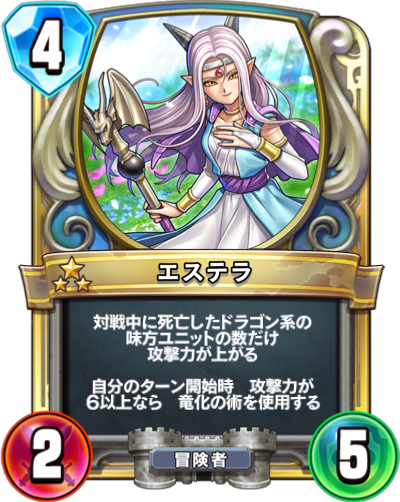 4
エステラ
対戦中に死亡したドラゴン系の
味方ユニットの数だけ
攻撃力が上がる
自分のターン開始時　攻撃力が
6以上なら　竜化の術を使用する
2
冒険者
5